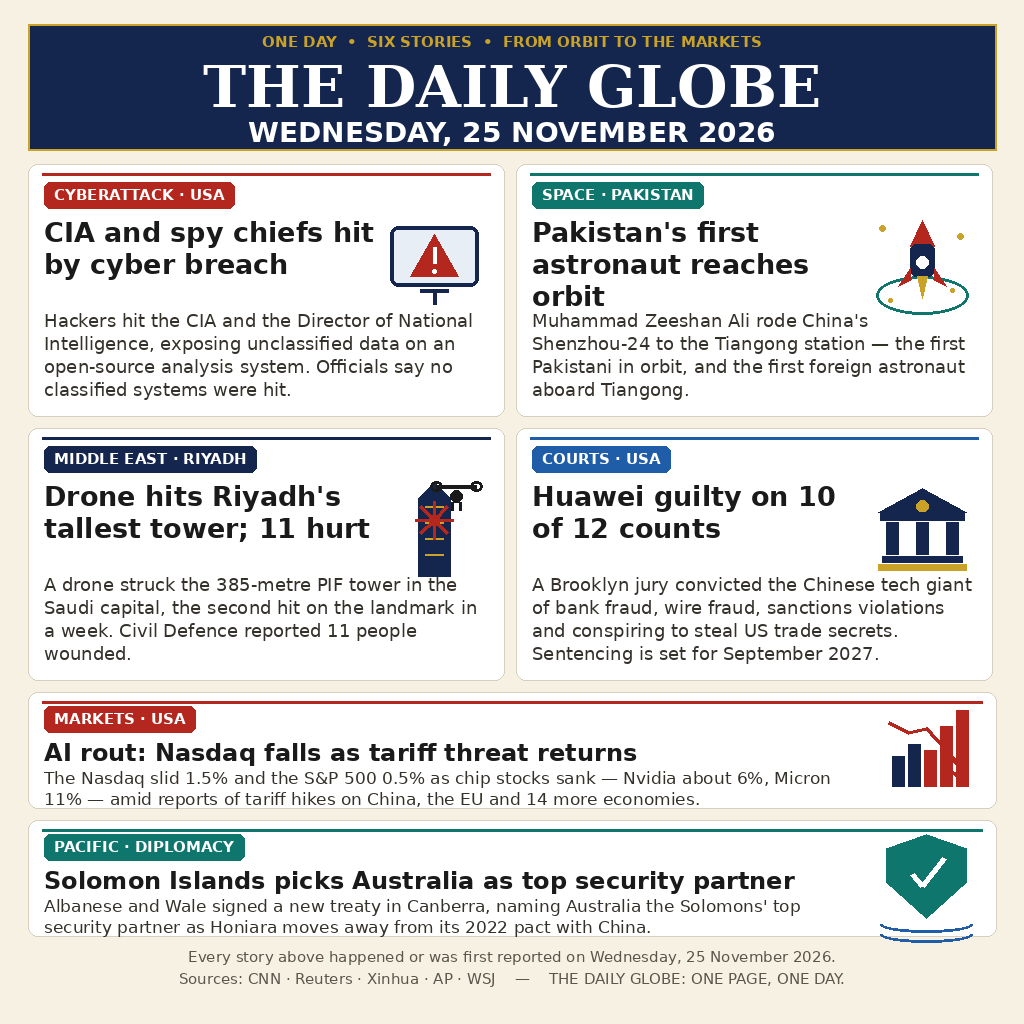 ONE DAY • SIX STORIES • FROM ORBIT TO THE MARKETS
THE DAILY GLOBE
WEDNESDAY, 25 NOVEMBER 2026
CYBERATTACK · USA
CIA and spy chiefs hit
by cyber breach
Hackers hit the CIA and the Director of National
Intelligence, exposing unclassified data on an
open-source analysis system. Officials say no
classified systems were hit.
SPACE · PAKISTAN
Pakistan's first
astronaut reaches
orbit
Muhammad Zeeshan Ali rode China's
Shenzhou-24 to the Tiangong station — the first
Pakistani in orbit, and the first foreign astronaut
aboard Tiangong.
MIDDLE EAST · RIYADH
Drone hits Riyadh's
tallest tower; 11 hurt
A drone struck the 385-metre PIF tower in the
Saudi capital, the second hit on the landmark in
a week. Civil Defence reported 11 people
wounded.
COURTS · USA
Huawei guilty on 10
of 12 counts
A Brooklyn jury convicted the Chinese tech giant
of bank fraud, wire fraud, sanctions violations
and conspiring to steal US trade secrets.
Sentencing is set for September 2027.
MARKETS · USA
AI rout: Nasdaq falls as tariff threat returns
The Nasdaq slid 1.5% and the S&P 500 0.5% as chip stocks sank — Nvidia about 6%, Micron
11% — amid reports of tariff hikes on China, the EU and 14 more economies.
PACIFIC · DIPLOMACY
Solomon Islands picks Australia as top security partner
Albanese and Wale signed a new treaty in Canberra, naming Australia the Solomons' top
security partner as Honiara moves away from its 2022 pact with China.
Every story above happened or was first reported on Wednesday, 25 November 2026.
Sources: CNN · Reuters · Xinhua · AP · WSJ — THE DAILY GLOBE: ONE PAGE, ONE DAY.